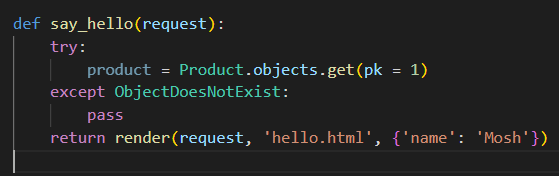 def say_hello(request):
    try:
        product = Product.objects.get(pk = 1)
    except ObjectDoesNotExist:
        pass
    return render(request, 'hello.html', {'name': 'Mosh'})